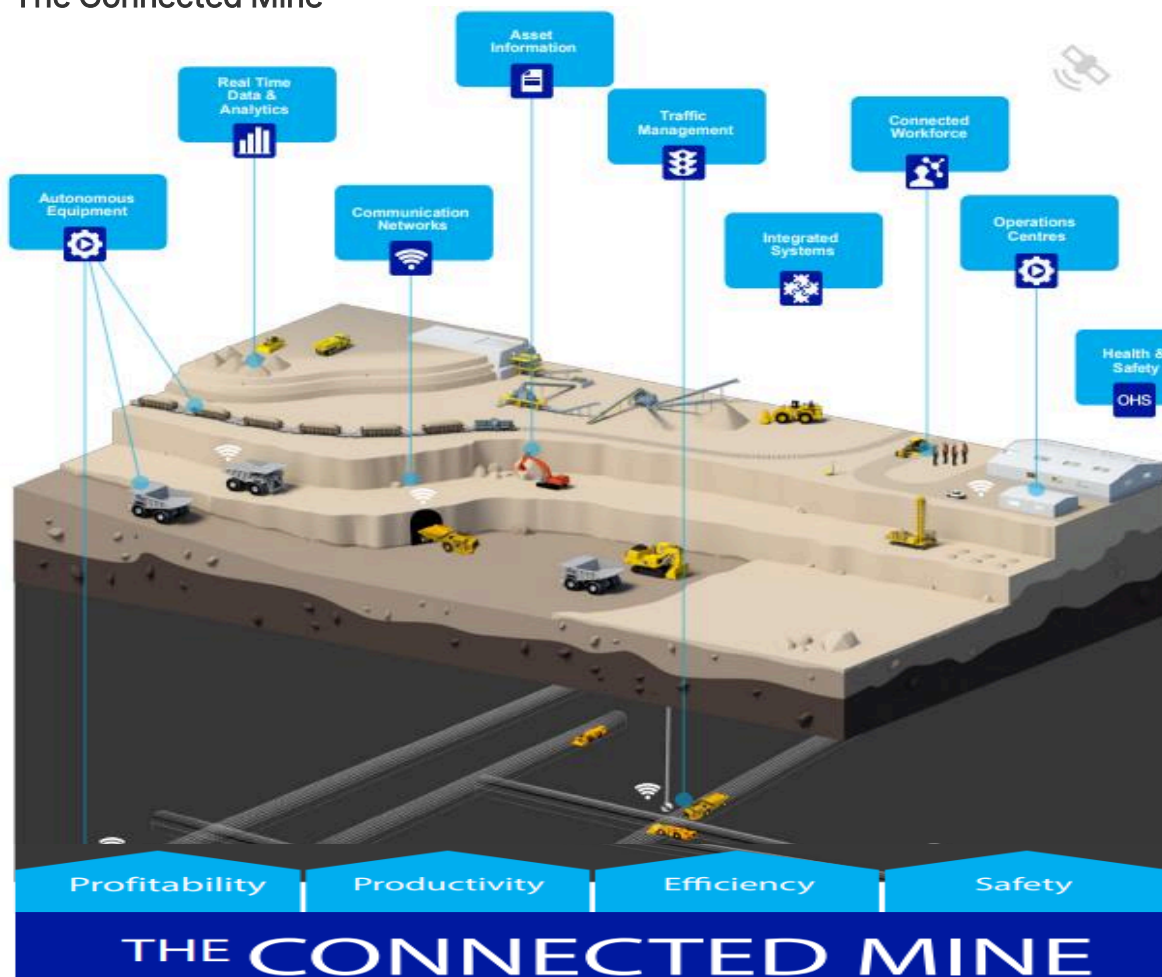 The Connected Mine
Asset
Information
Real Time
Data &
Analytics
Traffic
Management
Connected
Workforce
Autonomous
Equipment
Communication
Networks
Integrated
Systems
Operations
Centres
Health &
Safety
OHS
Profitability
Productivity
Efficiency
Safety
THE CONNECTED MINE